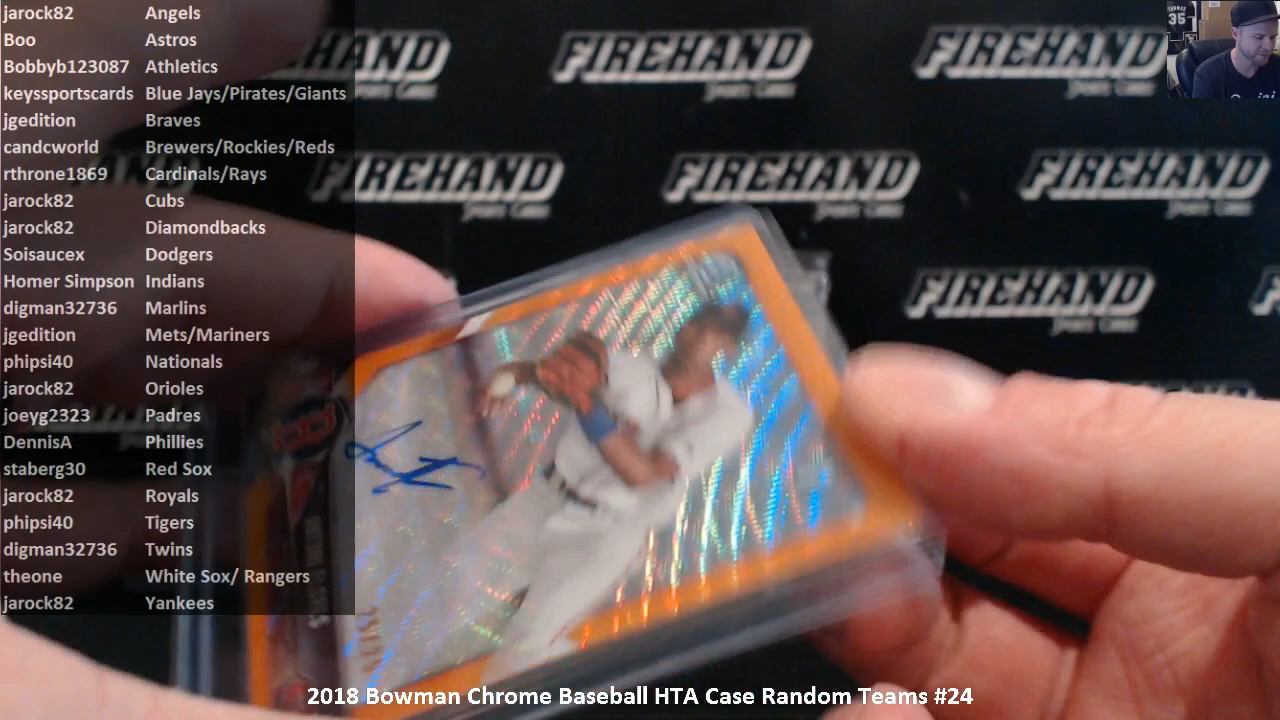 jarock82 Angels
Boo Astros
Bobbyb123087 Athletics
keyssportscards Blue Jays/Pirates/Giants
jgedition Braves
candcworld Brewers/Rockies/Reds
rthrone1869 Cardinals/Rays
jarock82 Cubs
jarock82 Diamondbacks
Soisaucex Dodgers
Homer Simpson Indians
digman32736 Marlins
jgedition Mets/Mariners
phipsi40 Nationals
jarock82 Orioles
joeyg2323 Padres
DennisA Phillies
staberg30 Red Sox
jarock82 Royals
phipsi40 Tigers
digman32736 Twins
theone White Sox/ Rangers
jarock82 Yankees
FIREHAND
FIREHAND
FIREHAND
FIREHAND
FIREHAND
FIREHAND
Sports Cards
35
B
2018 Bowman Chrome Baseball HTA Case Random Teams #24